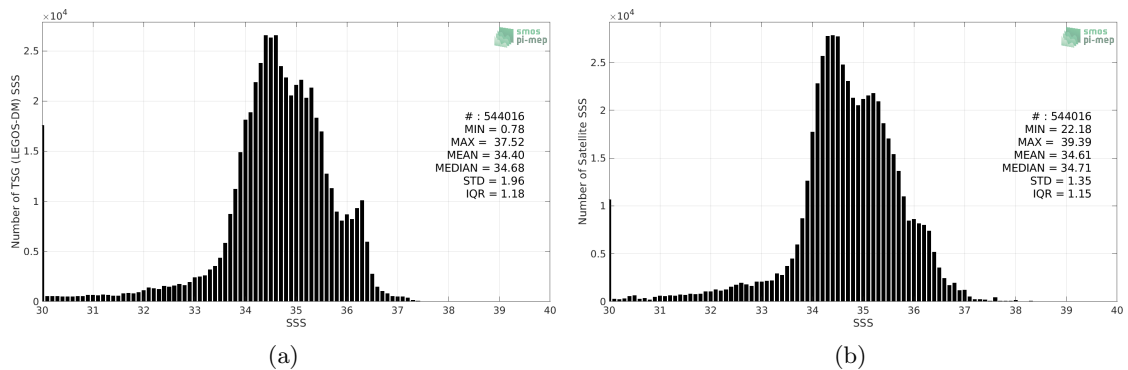 ×10⁴
2.5
2
1.5
1
0.5
0
30 31 32 33 34 35 36 37 38 39 40
SSS
Number of TSG (LEGOS-DM) SSS
smos
pi-mep
# : 544016
MIN = 0.78
MAX = 37.52
MEAN = 34.40
MEDIAN = 34.68
STD = 1.96
IQR = 1.18
(a)
×10⁴
2.5
2
1.5
1
0.5
0
30 31 32 33 34 35 36 37 38 39 40
SSS
Number of Satellite SSS
smos
pi-mep
# : 544016
MIN = 22.18
MAX = 39.39
MEAN = 34.61
MEDIAN = 34.71
STD = 1.35
IQR = 1.15
(b)